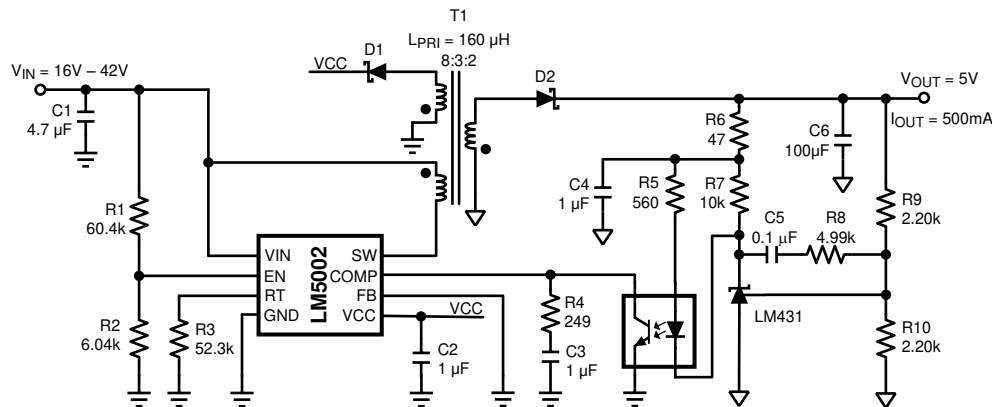 T1
L_PRI = 160 µH
8:3:2
D1
VCC
V_IN = 16V – 42V
C1
4.7 µF
D2
V_OUT = 5V
I_OUT = 500mA
R6
47
C6
100µF
C4
1 µF
R5
560
R7
10k
R9
2.20k
C5
0.1 µF
R8
4.99k
R1
60.4k
VIN
EN
RT
GND
LM5002
SW
COMP
FB
VCC
VCC
R2
6.04k
R3
52.3k
C2
1 µF
R4
249
C3
1 µF
LM431
R10
2.20k